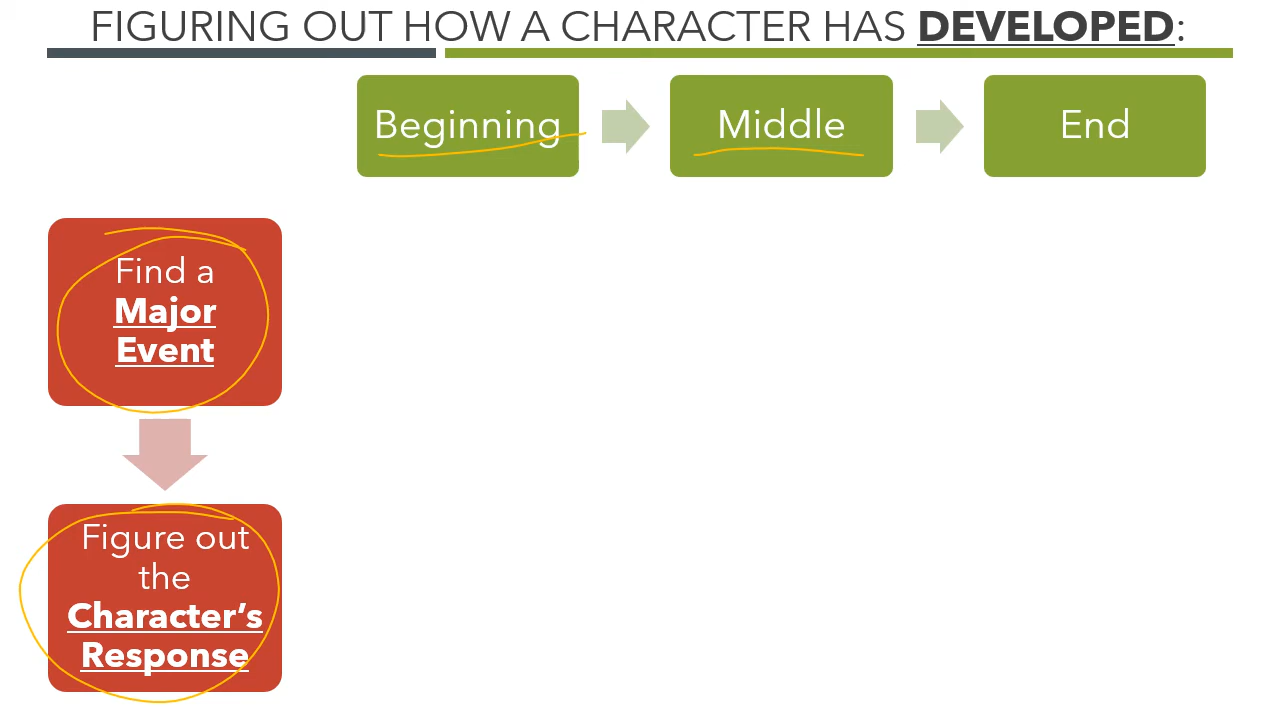 FIGURING OUT HOW A CHARACTER HAS DEVELOPED:
Beginning
Middle
End
Find a
Major
Event
Figure out
the
Character’s
Response